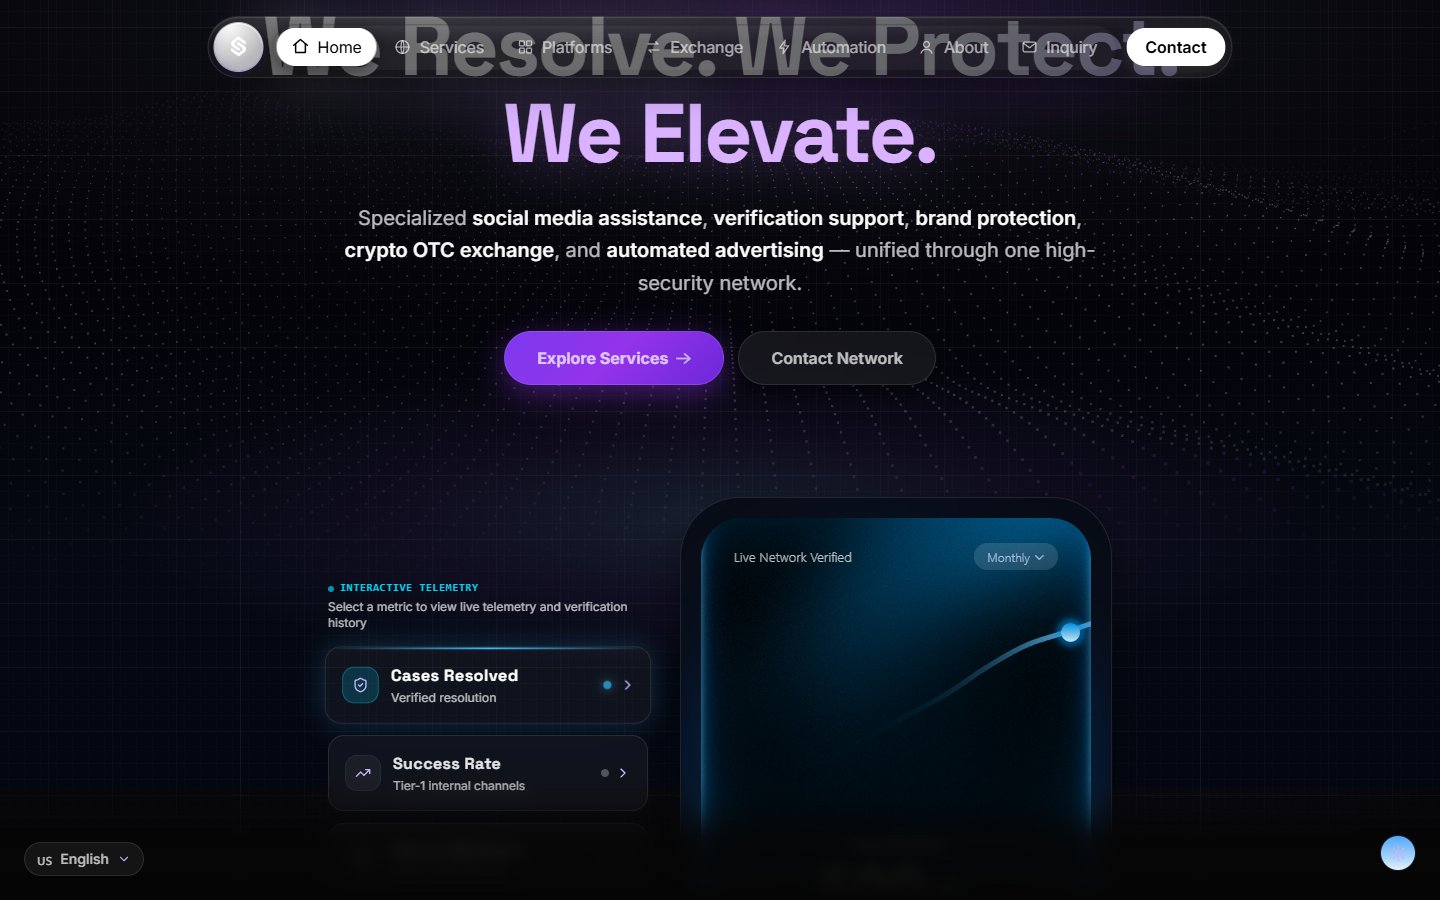 We Resolve. We Protect.
Home Services Platforms Exchange Automation About Inquiry Contact
We Elevate.
Specialized social media assistance, verification support, brand protection,
crypto OTC exchange, and automated advertising — unified through one high-
security network.
Explore Services →
Contact Network
Live Network Verified
Monthly
INTERACTIVE TELEMETRY
Select a metric to view live telemetry and verification
history
Cases Resolved
Verified resolution
Success Rate
Tier-1 internal channels
US English